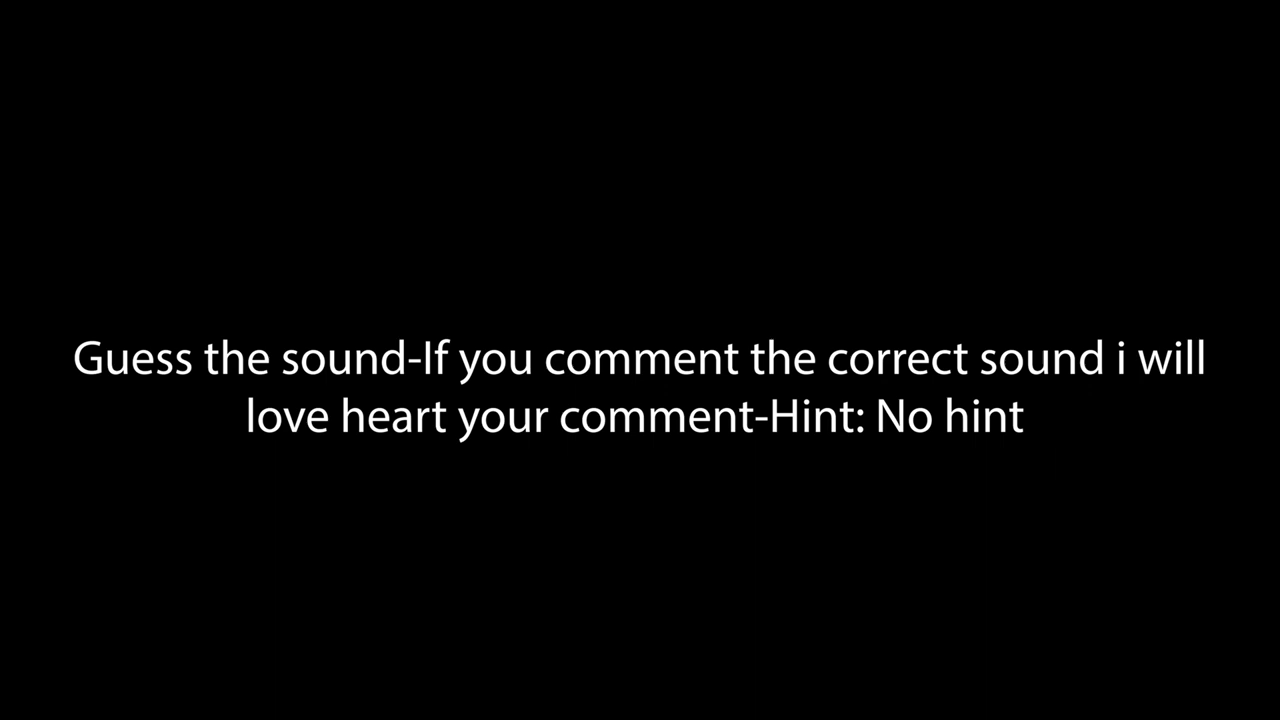 Guess the sound-If you comment the correct sound i will
love heart your comment-Hint: No hint